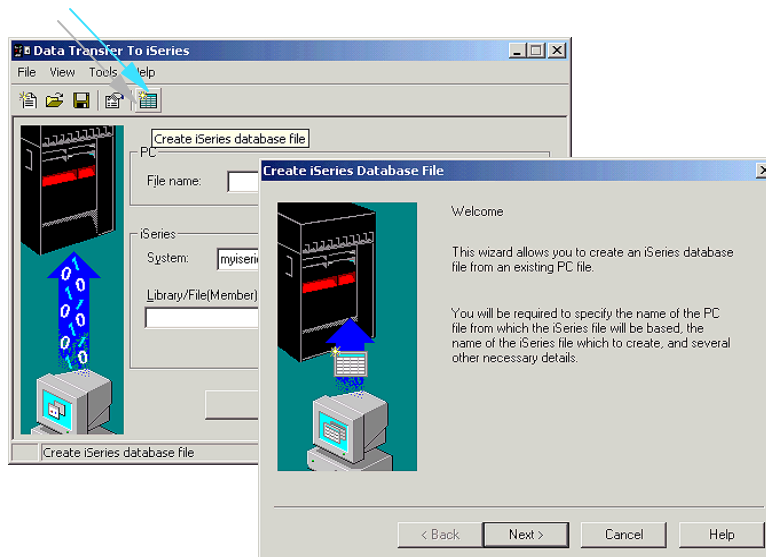 Data Transfer To iSeries
File View Tools Help
Create iSeries database file
PC
File name:
iSeries
System: myiseri
Library/File(Member)
Create iSeries database file
Create iSeries Database File
Welcome
This wizard allows you to create an iSeries database
file from an existing PC file.
You will be required to specify the name of the PC
file from which the iSeries file will be based, the
name of the iSeries file which to create, and several
other necessary details.
< Back Next > Cancel Help